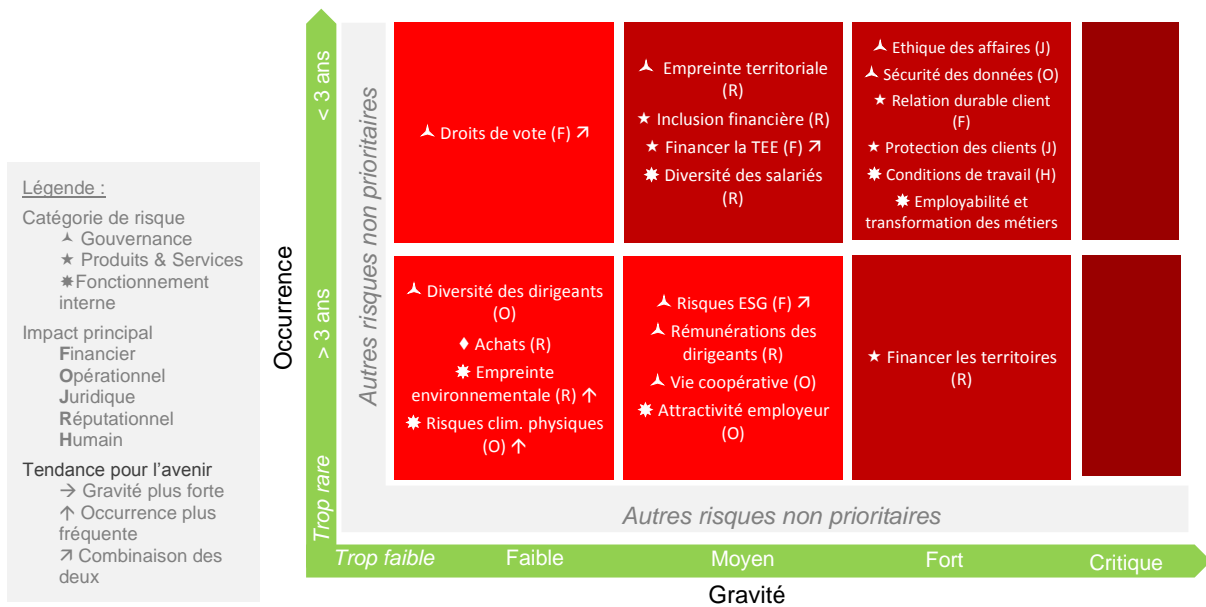 Légende :
Catégorie de risque
Gouvernance
★ Produits & Services
Fonctionnement
interne
Impact principal
Financier
Opérationnel
Juridique
Réputationnel
Humain
Tendance pour l'avenir
→ Gravité plus forte
↑ Occurrence plus
fréquente
↗ Combinaison des
deux
Occurrence
< 3 ans
> 3 ans
Trop rare
Autres risques non prioritaires
Droits de vote (F) ↗
Empreinte territoriale
(R)
★ Inclusion financière (R)
★ Financer la TEE (F) ↗
Diversité des salariés
(R)
Ethique des affaires (J)
Sécurité des données (O)
★ Relation durable client
(F)
★ Protection des clients (J)
Conditions de travail (H)
Employabilité et
transformation des métiers
Diversité des dirigeants
(O)
♦ Achats (R)
Empreinte
environnementale (R) ↑
Risques clim. physiques
(O) ↑
Risques ESG (F) ↗
Rémunérations des
dirigeants (R)
Vie coopérative (O)
Attractivité employeur
(O)
★ Financer les territoires
(R)
Autres risques non prioritaires
Trop faible
Faible
Moyen
Fort
Critique
Gravité